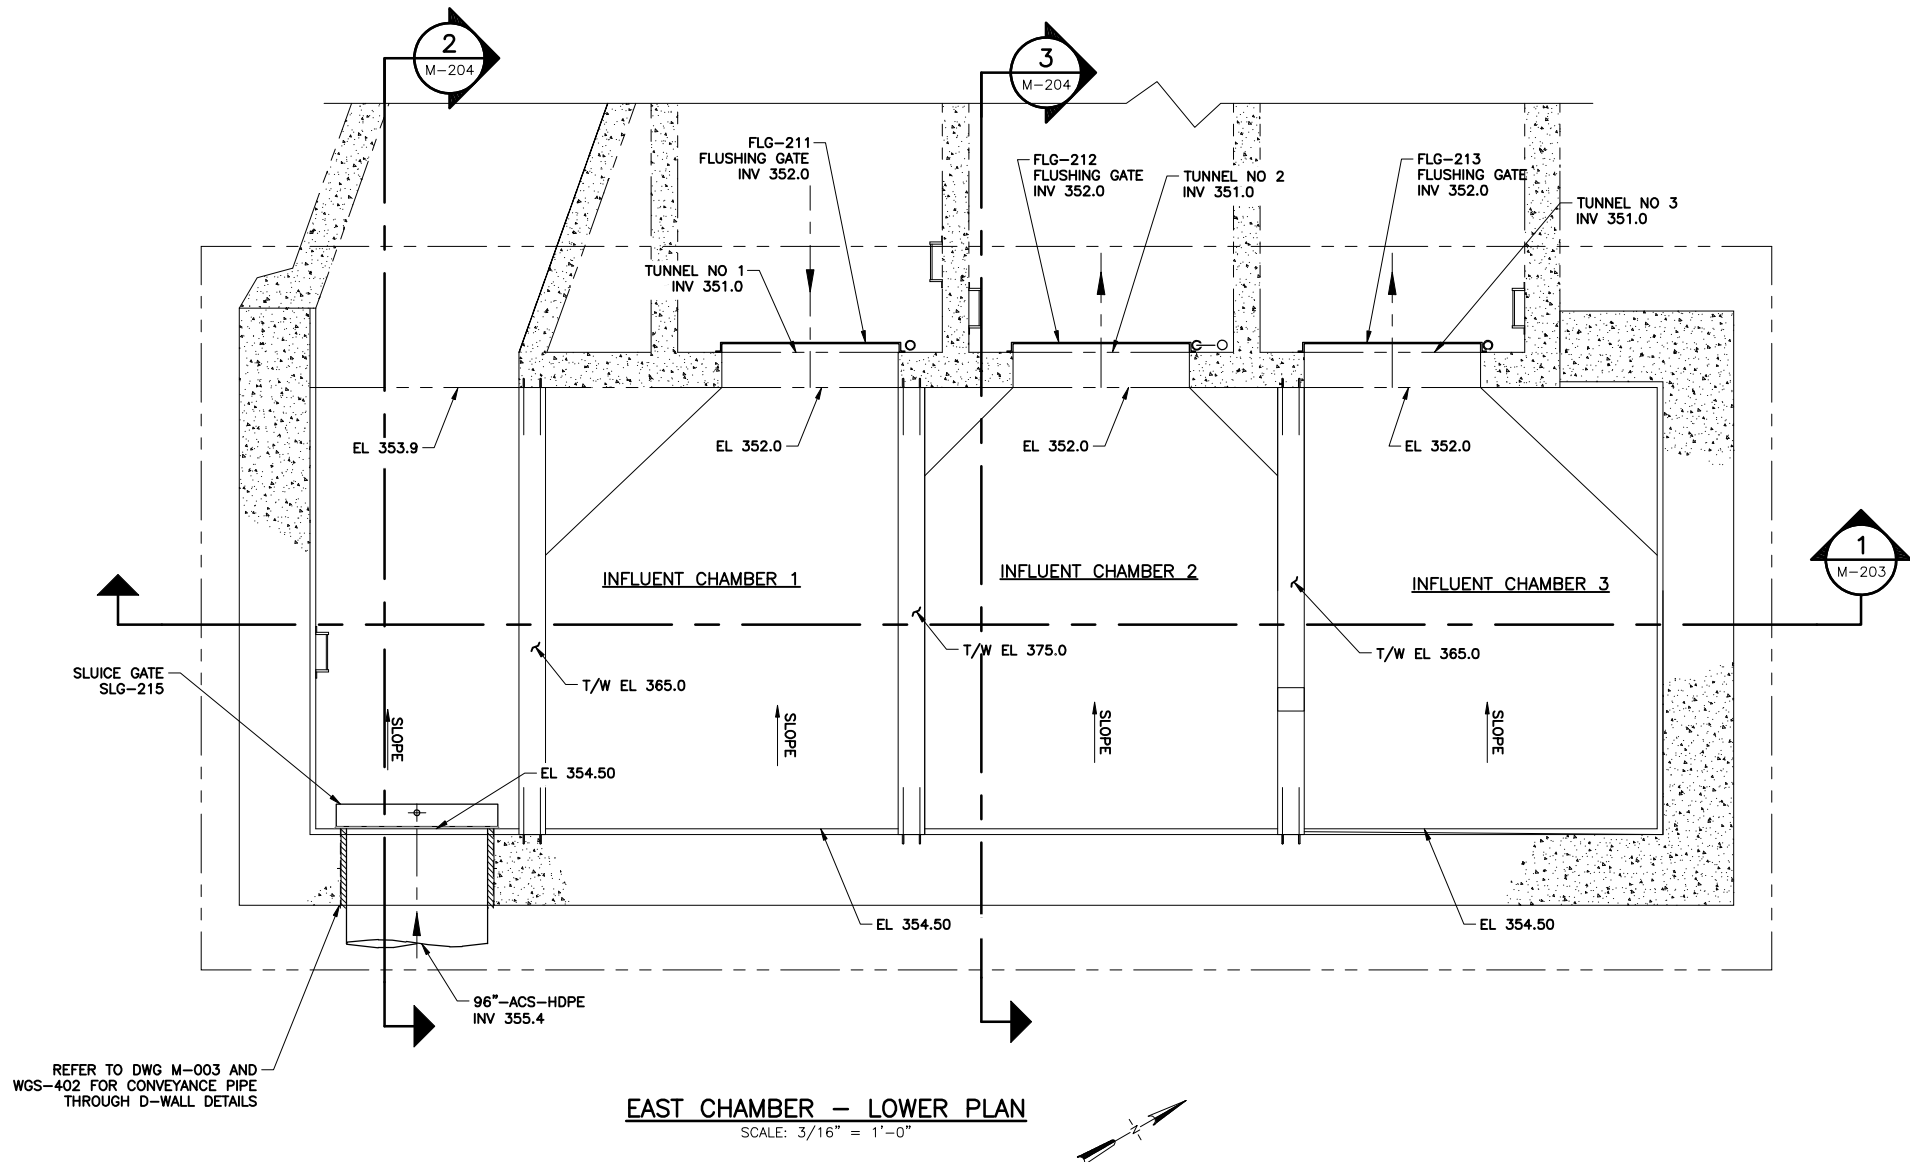 2
M-204
3
M-204
FLG-211
FLUSHING GATE
INV 352.0
FLG-212
FLUSHING GATE
INV 352.0
TUNNEL NO 2
INV 351.0
FLG-213
FLUSHING GATE
INV 352.0
TUNNEL NO 3
INV 351.0
TUNNEL NO 1
INV 351.0
EL 353.9
EL 352.0
EL 352.0
EL 352.0
INFLUENT CHAMBER 1
INFLUENT CHAMBER 2
INFLUENT CHAMBER 3
1
M-203
T/W EL 375.0
T/W EL 365.0
SLUICE GATE
SLG-215
T/W EL 365.0
SLOPE
SLOPE
SLOPE
SLOPE
EL 354.50
EL 354.50
EL 354.50
96"-ACS-HDPE
INV 355.4
REFER TO DWG M-003 AND
WGS-402 FOR CONVEYANCE PIPE
THROUGH D-WALL DETAILS
EAST CHAMBER - LOWER PLAN
SCALE: 3/16" = 1'-0"
N